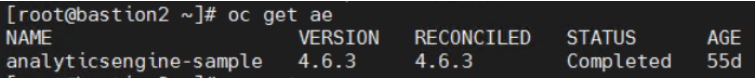 [root@bastion2 ~]# oc get ae
NAME                     VERSION   RECONCILED   STATUS      AGE
analyticsengine-sample   4.6.3     4.6.3        Completed   55d